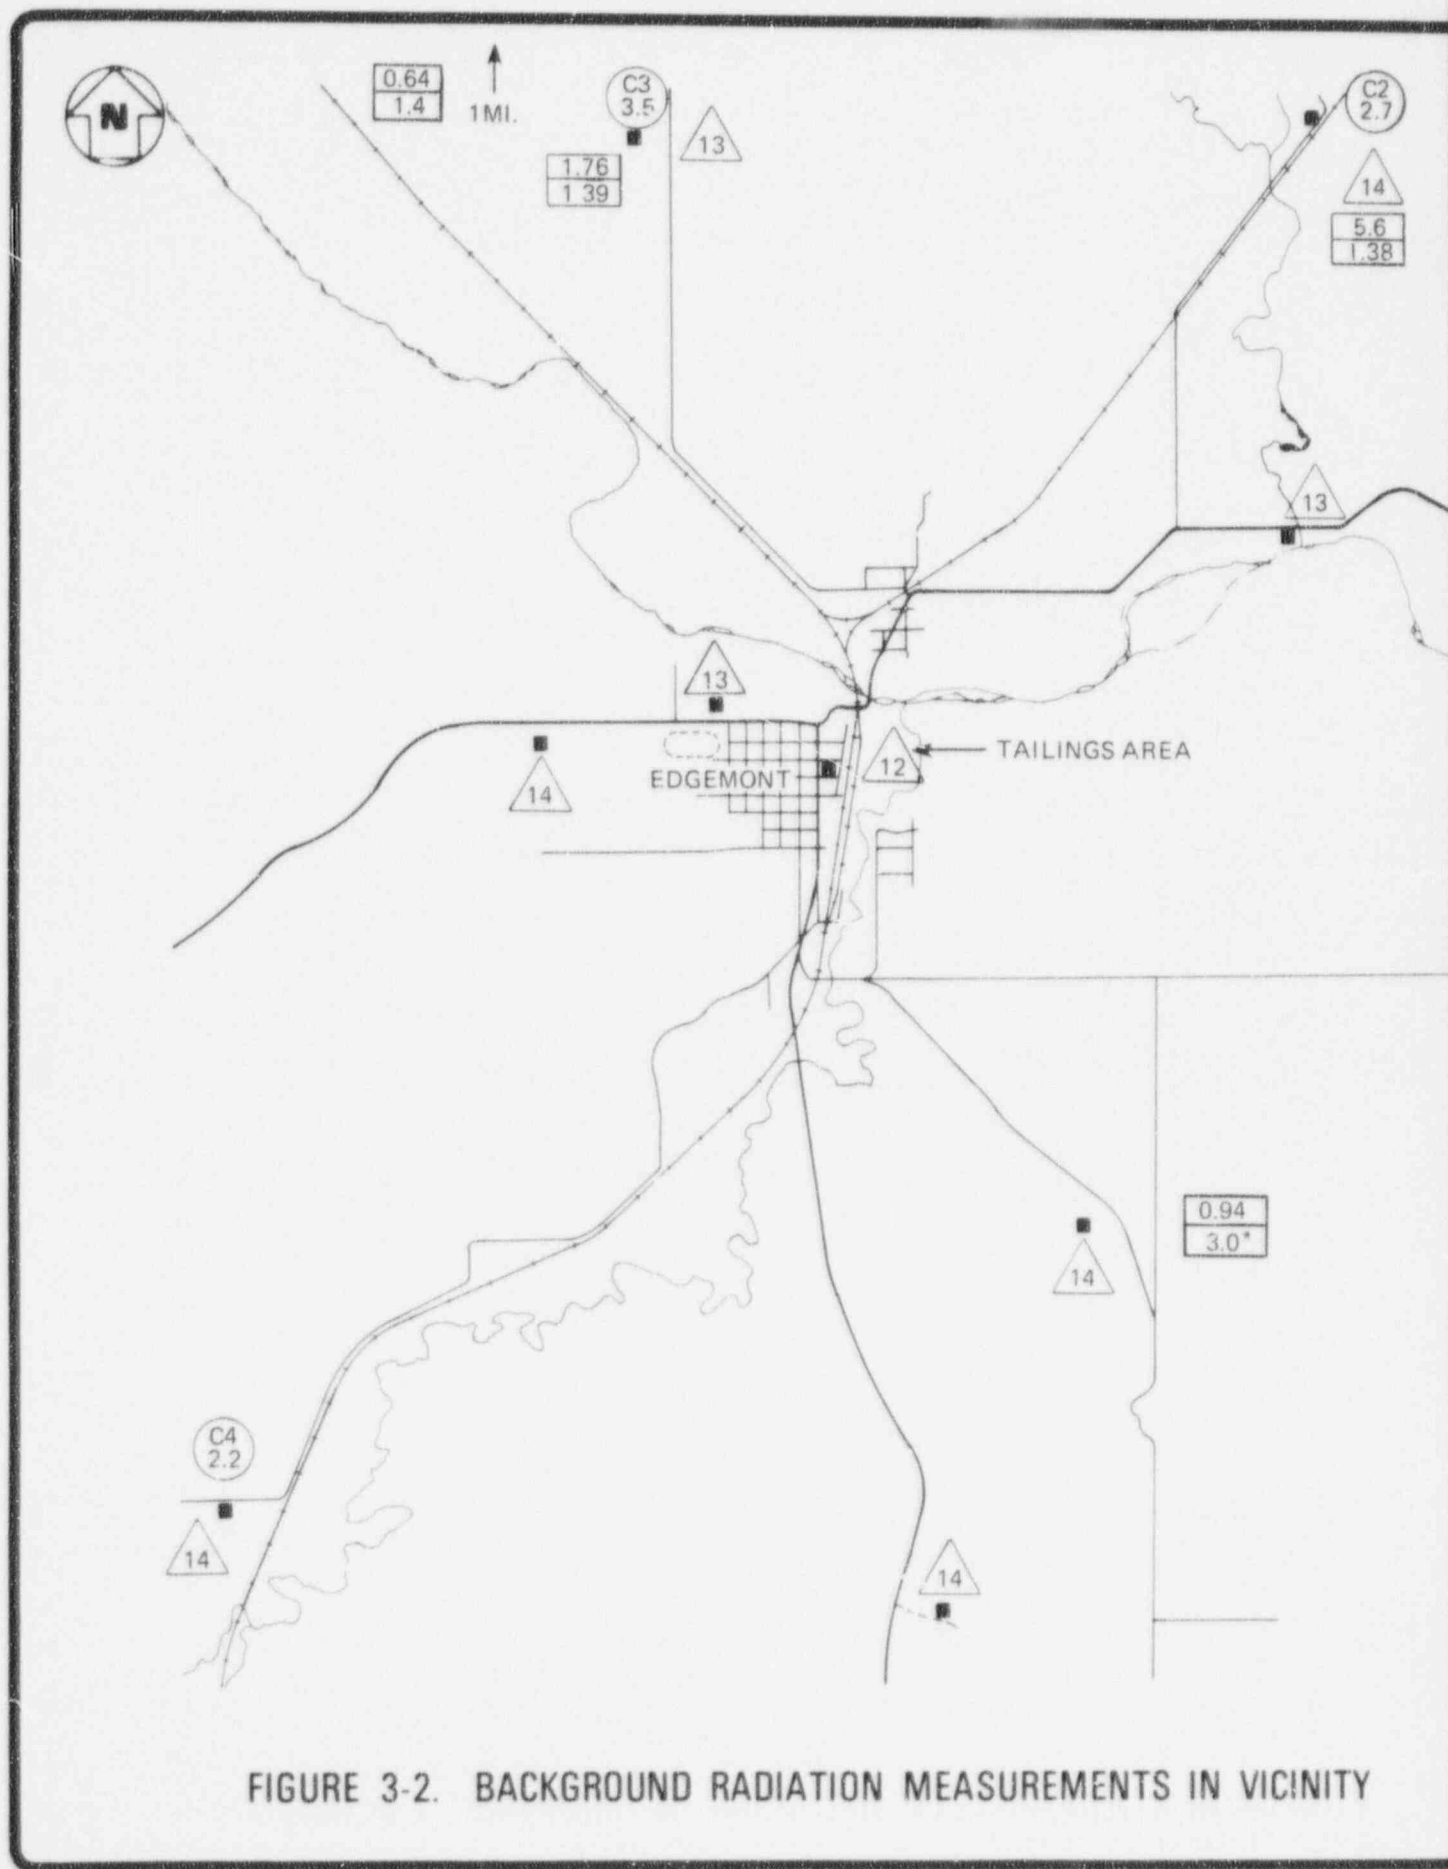 N
0.64
1.4
1MI.
C3
3.5
13
1.76
1 39
C2
2.7
14
5.6
1.38
13
13
14
EDGEMONT
12
TAILINGS AREA
0.94
3.0*
14
C4
2.2
14
14
FIGURE 3-2. BACKGROUND RADIATION MEASUREMENTS IN VICINITY